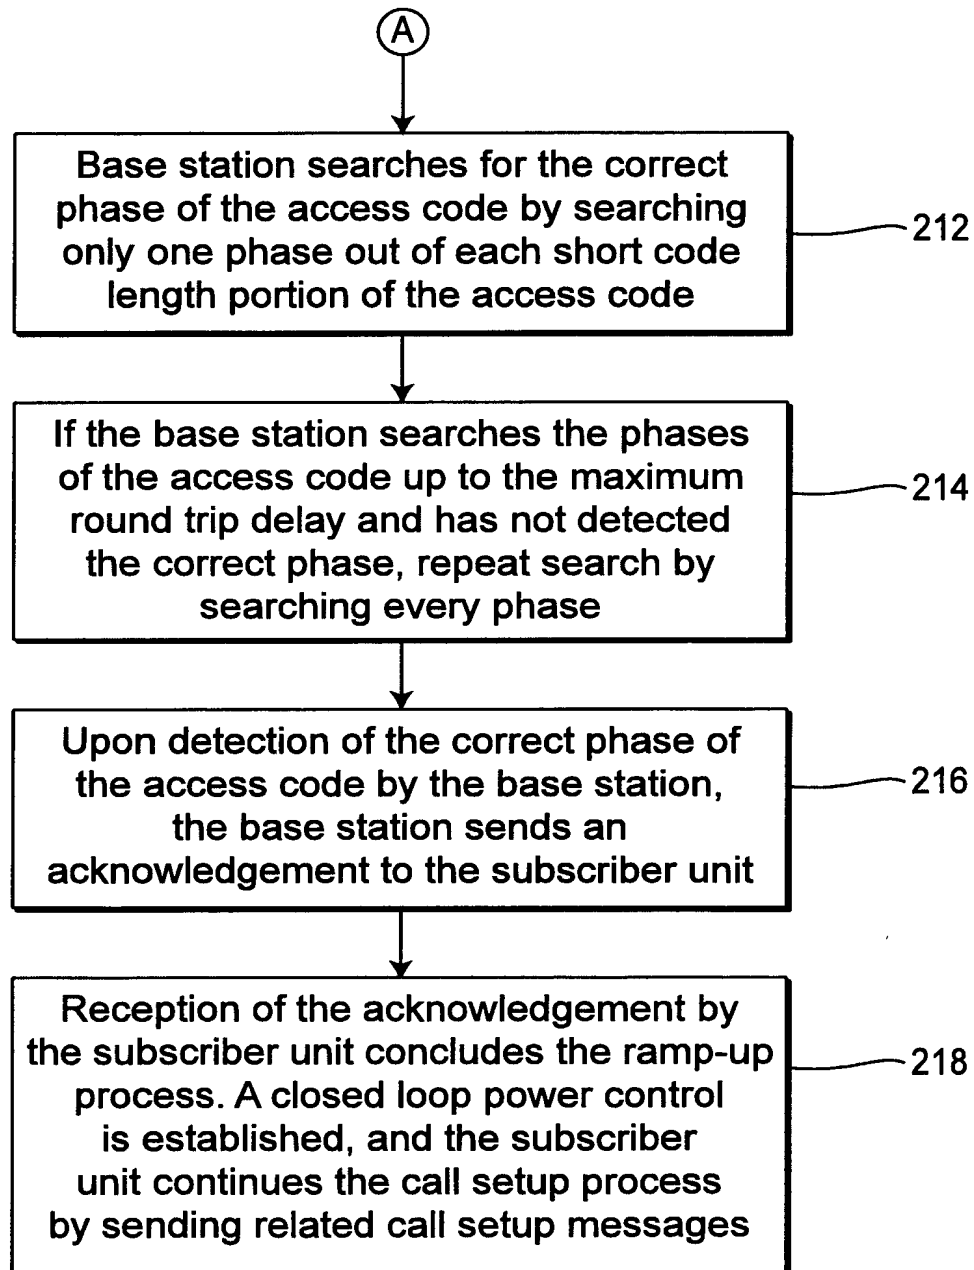 A
Base station searches for the correct
phase of the access code by searching
only one phase out of each short code
length portion of the access code
212
If the base station searches the phases
of the access code up to the maximum
round trip delay and has not detected
the correct phase, repeat search by
searching every phase
214
Upon detection of the correct phase of
the access code by the base station,
the base station sends an
acknowledgement to the subscriber unit
216
Reception of the acknowledgement by
the subscriber unit concludes the ramp-up
process. A closed loop power control
is established, and the subscriber
unit continues the call setup process
by sending related call setup messages
218